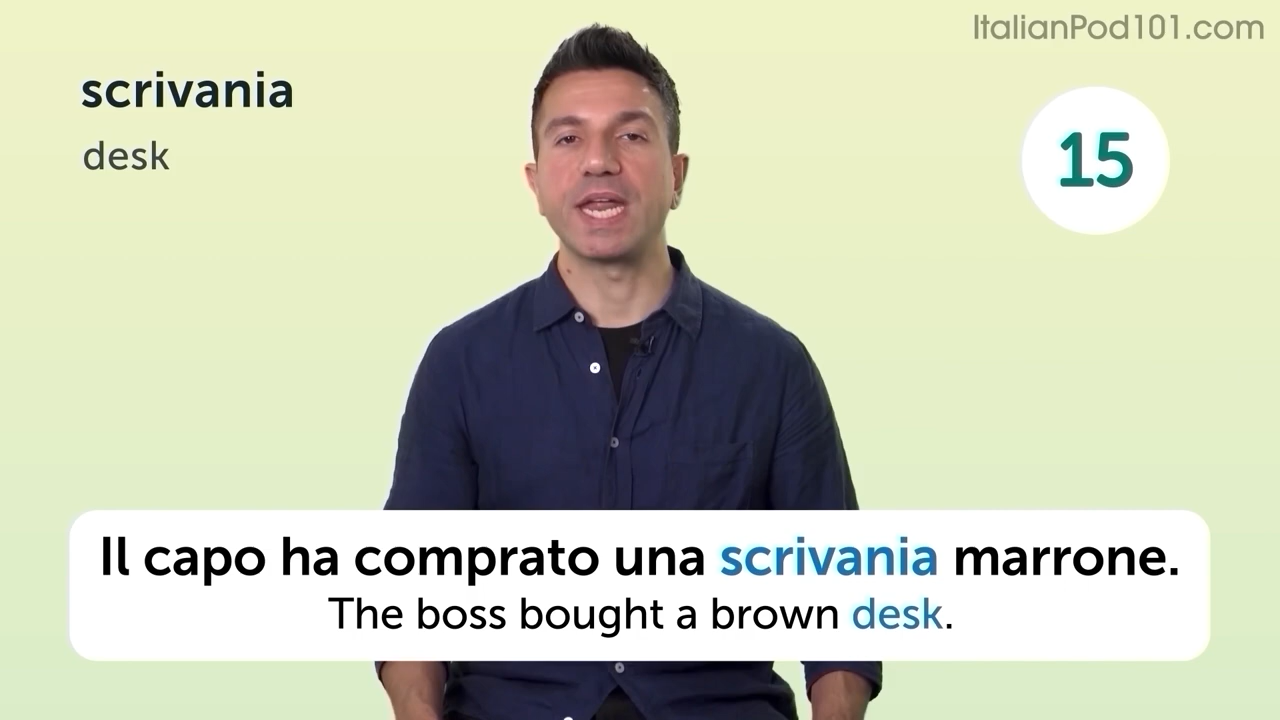 ItalianPod101.com
scrivania
desk
15
Il capo ha comprato una scrivania marrone.
The boss bought a brown desk.